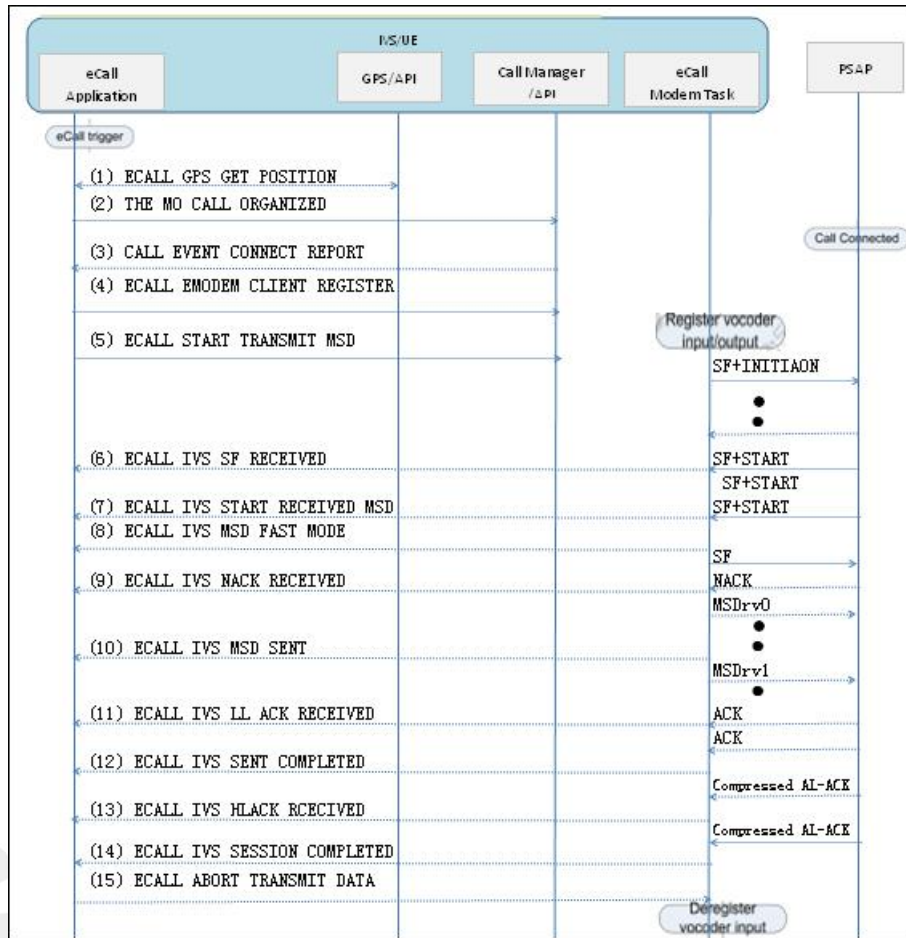 IVS/UE
eCall
Application
GPS/API
Call Manager
/API
eCall
Modem Task
PSAP
eCall trigger
(1) ECALL GPS GET POSITION
(2) THE MO CALL ORGANIZED
Call Connected
(3) CALL EVENT CONNECT REPORT
(4) ECALL EMODEM CLIENT REGISTER
Register vocoder
input/output
(5) ECALL START TRANSMIT MSD
SF+INITIAON
(6) ECALL IVS SF RECEIVED
SF+START
SF+START
(7) ECALL IVS START RECEIVED MSD
SF+START
(8) ECALL IVS MSD FAST MODE
SF
(9) ECALL IVS NACK RECEIVED
NACK
MSDrv0
(10) ECALL IVS MSD SENT
MSDrv1
(11) ECALL IVS LL ACK RECEIVED
ACK
ACK
(12) ECALL IVS SENT COMPLETED
Compressed AL-ACK
(13) ECALL IVS HLACK RCECIVED
Compressed AL-ACK
(14) ECALL IVS SESSION COMPLETED
(15) ECALL ABORT TRANSMIT DATA
Deregister
vocoder input